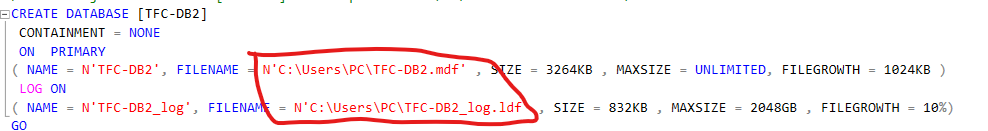 CREATE DATABASE [TFC-DB2]
CONTAINMENT = NONE
ON PRIMARY
( NAME = N'TFC-DB2', FILENAME = N'C:\Users\PC\TFC-DB2.mdf' , SIZE = 3264KB , MAXSIZE = UNLIMITED, FILEGROWTH = 1024KB )
LOG ON
( NAME = N'TFC-DB2_log', FILENAME = N'C:\Users\PC\TFC-DB2_log.ldf' , SIZE = 832KB , MAXSIZE = 2048GB , FILEGROWTH = 10%)
GO